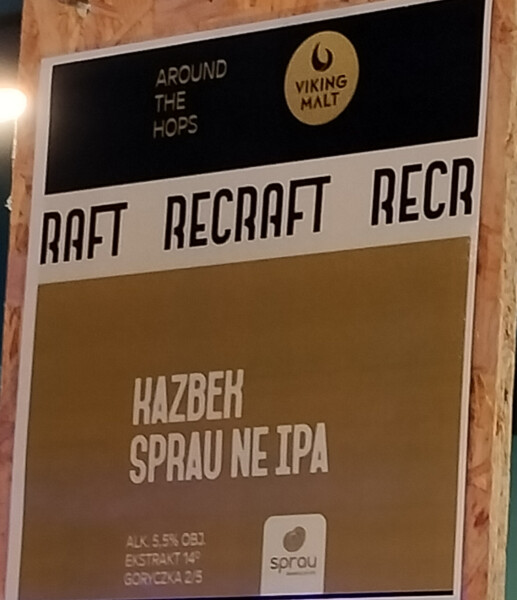 AROUND
THE
HOPS
VIKING
MALT
RAFT RECRAFT RECR
KAZBEK
SPRAU NE IPA
ALK. 5,5% OBJ.
EKSTRAKT 14°
GORYCZKA 2/5
sprau